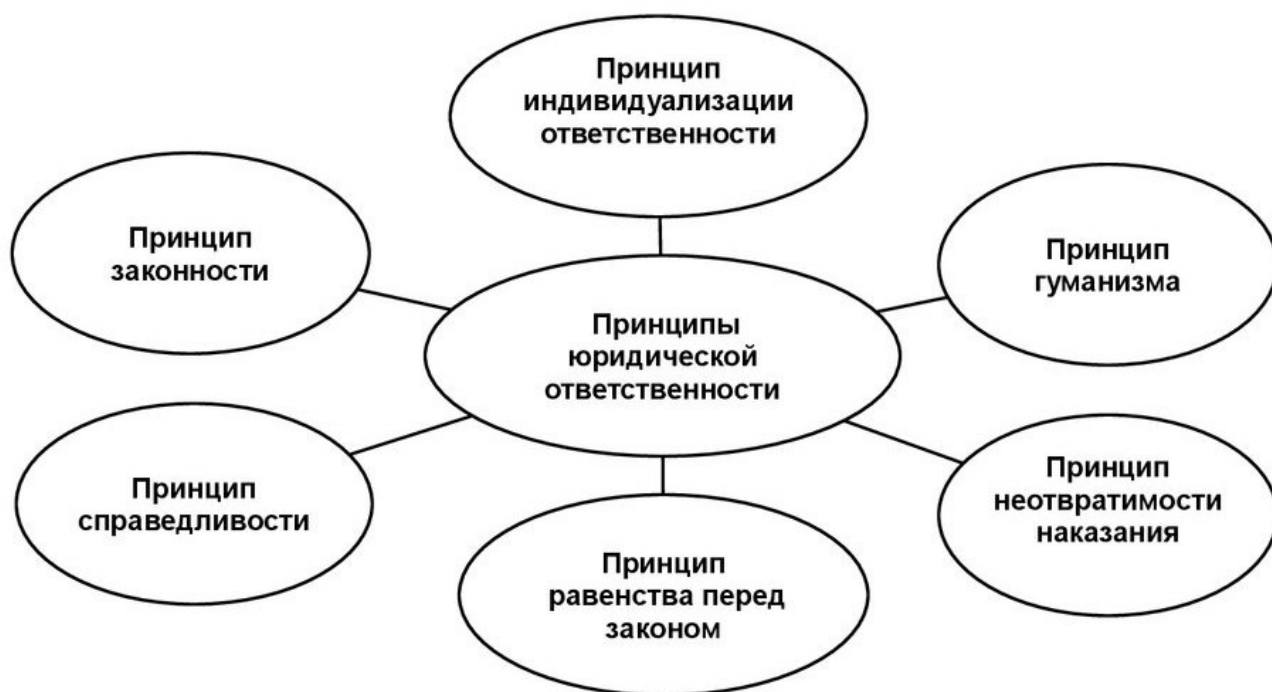 Принцип
индивидуализации
ответственности
Принцип
законности
Принцип
гуманизма
Принципы
юридической
ответственности
Принцип
справедливости
Принцип
неотвратимости
наказания
Принцип
равенства перед
законом